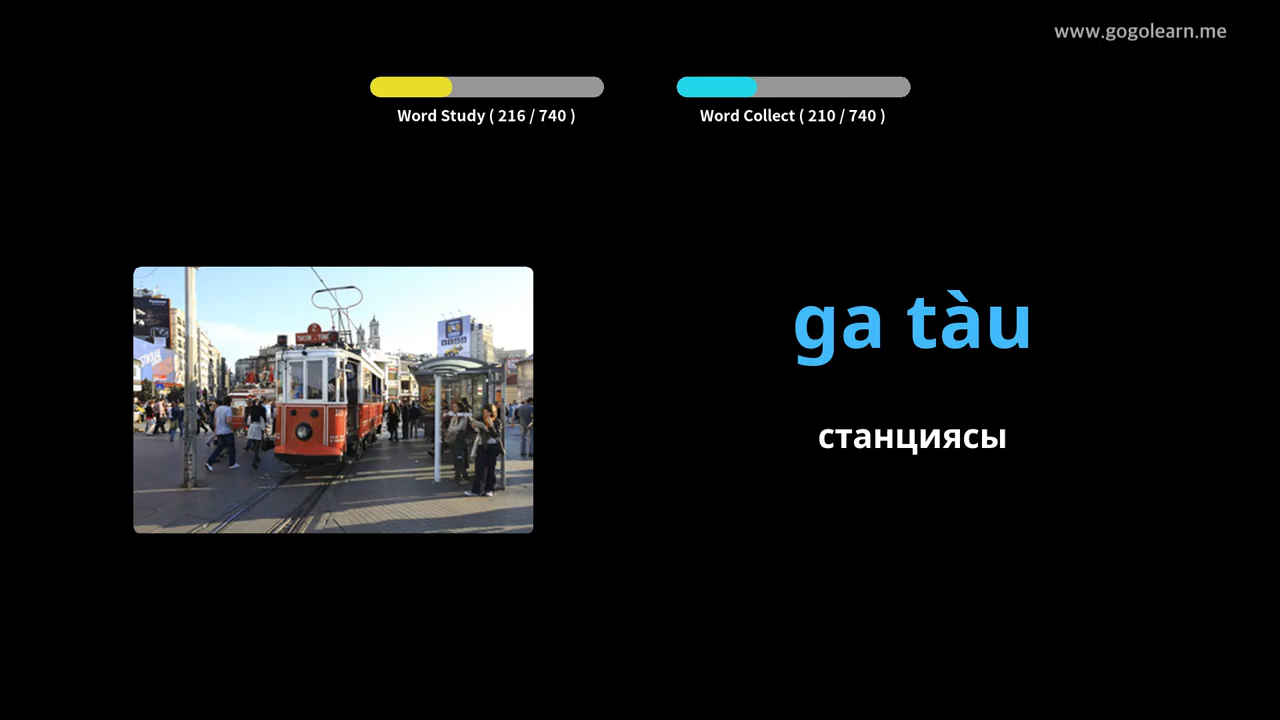 www.gogolearn.me
Word Study ( 216 / 740 )
Word Collect ( 210 / 740 )
ga tàu
станциясы